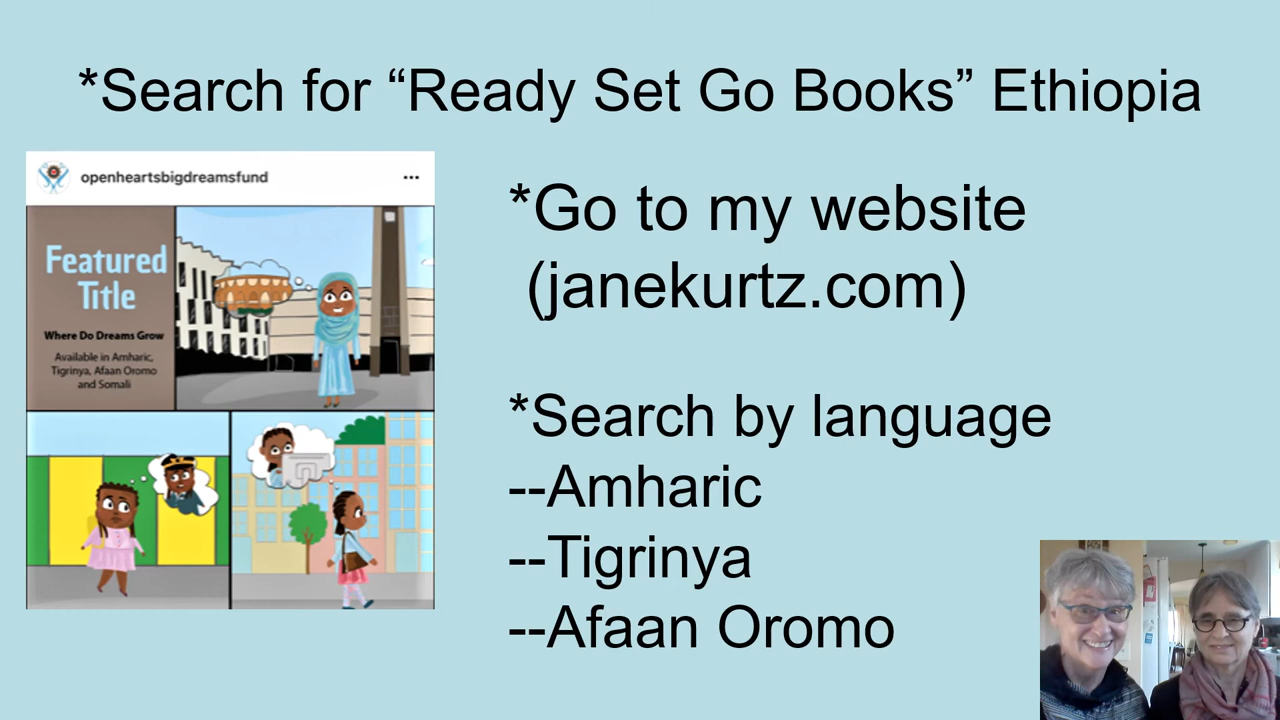 *Search for “Ready Set Go Books” Ethiopia
openheartsbigdreamsfund
Featured
Title
Where Do Dreams Grow
Available in Amharic,
Tigrinya, Afaan Oromo
and Somali
*Go to my website
(janekurtz.com)
*Search by language
--Amharic
--Tigrinya
--Afaan Oromo